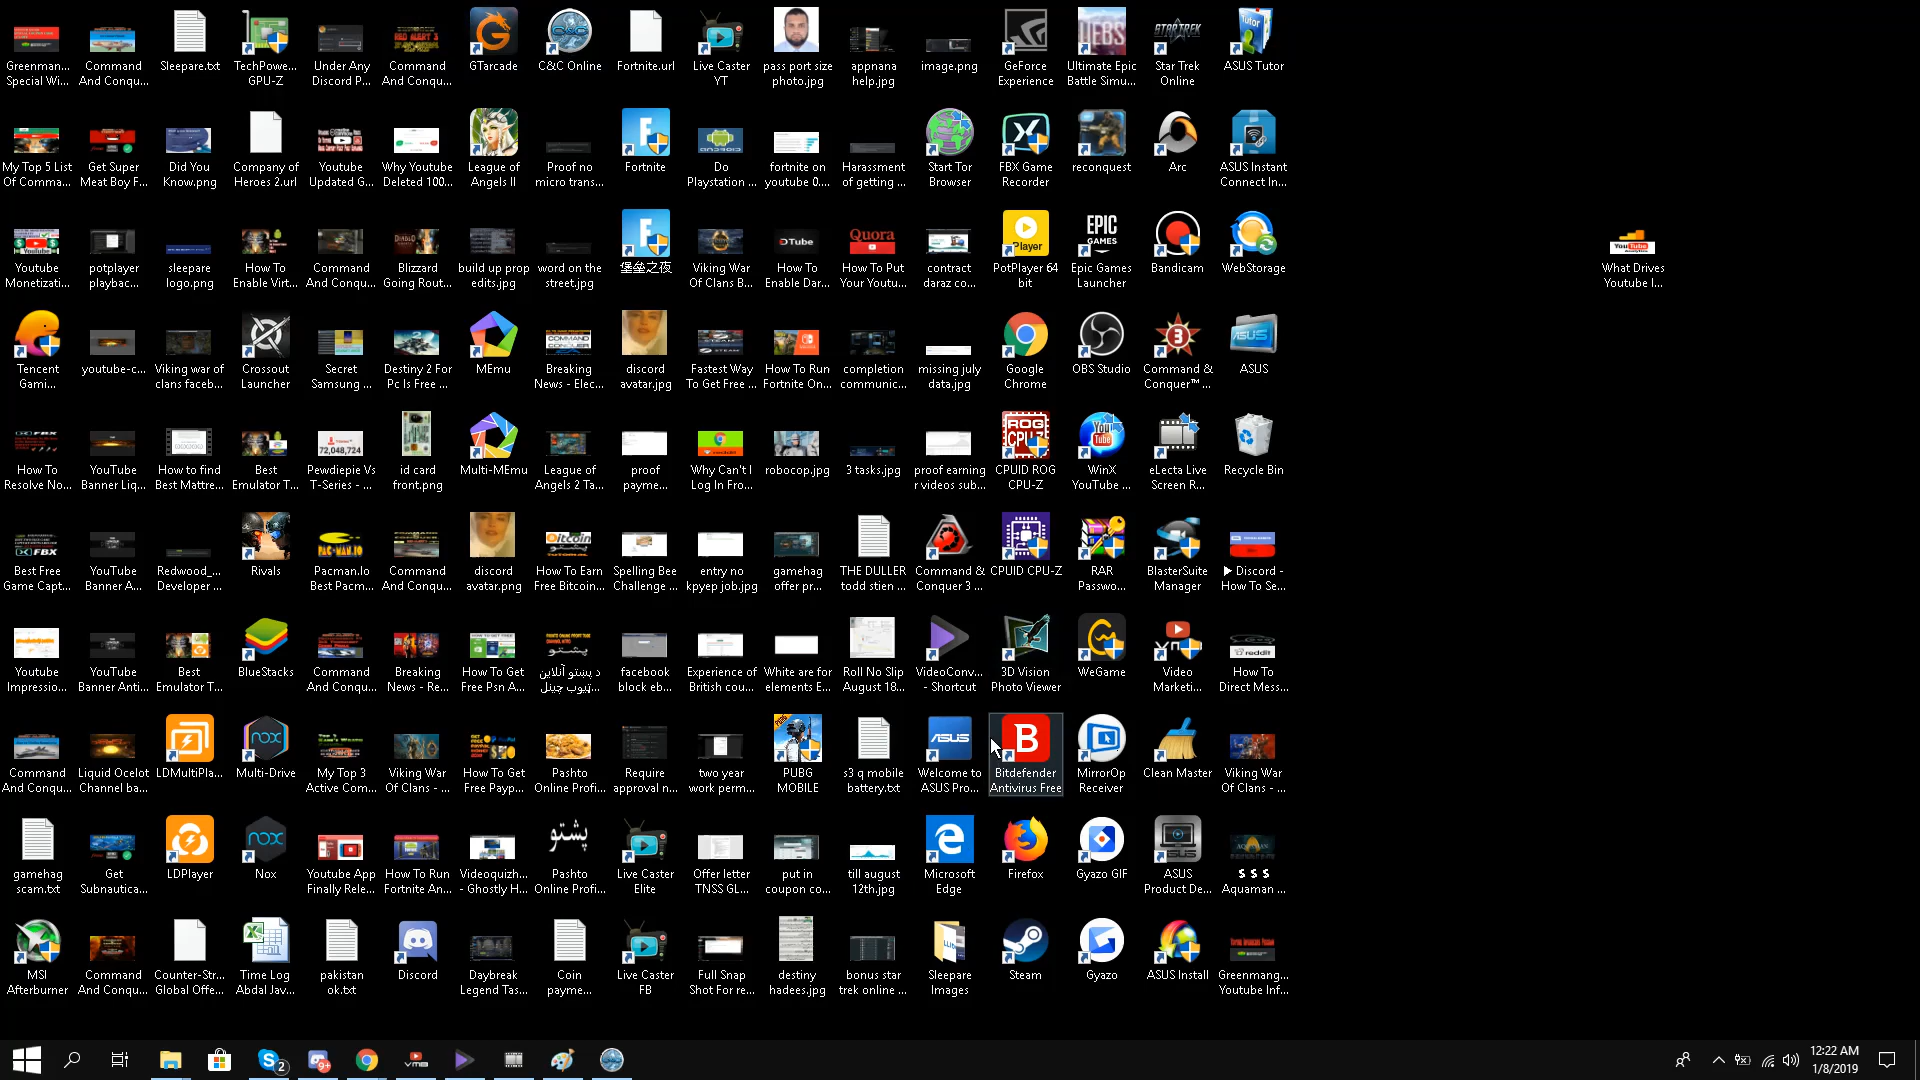 Greenman... Special Wi...
Command And Conqu...
Sleepare.txt
TechPowe... GPU-Z
Under Any Discord P...
Command And Conqu...
GTarcade
C&C Online
Fortnite.url
Live Caster YT
pass port size photo.jpg
appnana help.jpg
image.png
GeForce Experience
Ultimate Epic Battle Simu...
Star Trek Online
ASUS Tutor
My Top 5 List Of Comma...
Get Super Meat Boy F...
Did You Know.png
Company of Heroes 2.url
Youtube Updated G...
Why Youtube Deleted 100...
League of Angels II
Proof no micro trans...
Fortnite
Do Playstation ...
fortnite on youtube 0....
Harassment of getting ...
Start Tor Browser
FBX Game Recorder
reconquest
Arc
ASUS Instant Connect In...
Youtube Monetizati...
potplayer playbac...
sleepare logo.png
How To Enable Virt...
Command And Conqu...
Blizzard Going Rout...
build up prop edits.jpg
word on the street.jpg
堡垒之夜
Viking War Of Clans B...
How To Enable Dar...
How To Put Your Youtu...
contract daraz co...
PotPlayer 64 bit
Epic Games Launcher
Bandicam
WebStorage
What Drives Youtube I...
Tencent Gami...
youtube-c...
Viking war of clans faceb...
Crossout Launcher
Secret Samsung ...
Destiny 2 For Pc Is Free ...
MEmu
Breaking News - Elec...
discord avatar.jpg
Fastest Way To Get Free ...
How To Run Fortnite On...
completion communic...
missing july data.jpg
Google Chrome
OBS Studio
Command & Conquer™ ...
ASUS
How To Resolve No...
YouTube Banner Liq...
How to find Best Mattre...
Best Emulator T...
Pewdiepie Vs T-Series - ...
id card front.png
Multi-MEmu
League of Angels 2 Ta...
proof payme...
Why Can't I Log In Fro...
robocop.jpg
3 tasks.jpg
proof earning r videos sub...
CPUID ROG CPU-Z
WinX YouTube ...
eLecta Live Screen R...
Recycle Bin
Best Free Game Capt...
YouTube Banner A...
Redwood_... Developer ...
Rivals
Pacman.Io Best Pacm...
Command And Conqu...
discord avatar.png
How To Earn Free Bitcoin...
Spelling Bee Challenge ...
entry no kpyep job.jpg
gamehag offer pr...
THE DULLER todd stien ...
Command & Conquer 3 ...
CPUID CPU-Z
RAR Passwo...
BlasterSuite Manager
▶ Discord - How To Se...
Youtube Impressio...
YouTube Banner Anti...
Best Emulator T...
BlueStacks
Command And Conqu...
Breaking News - Re...
How To Get Free Psn A...
د پښتو آنلاین ټیوب چینل...
facebook block eb...
Experience of British cou...
White are for elements E...
Roll No Slip August 18...
VideoConv... - Shortcut
3D Vision Photo Viewer
WeGame
Video Marketi...
How To Direct Mess...
Command And Conqu...
Liquid Ocelot Channel ba...
LDMultiPla...
Multi-Drive
My Top 3 Active Com...
Viking War Of Clans - ...
How To Get Free Payp...
Pashto Online Profi...
Require approval n...
two year work perm...
PUBG MOBILE
s3 q mobile battery.txt
Welcome to ASUS Pro...
Bitdefender Antivirus Free
MirrorOp Receiver
Clean Master
Viking War Of Clans - ...
gamehag scam.txt
Get Subnautica...
LDPlayer
Nox
Youtube App Finally Rele...
How To Run Fortnite An...
Videoquizh... - Ghostly H...
Pashto Online Profi...
Live Caster Elite
Offer letter TNSS GL...
put in coupon co...
till august 12th.jpg
Microsoft Edge
Firefox
Gyazo GIF
ASUS Product De...
$ $ $ Aquaman ...
MSI Afterburner
Command And Conqu...
Counter-Str... Global Offe...
Time Log Abdal Jav...
pakistan ok.txt
Discord
Daybreak Legend Tas...
Coin payme...
Live Caster FB
Full Snap Shot For re...
destiny hadees.jpg
bonus star trek online ...
Sleepare Images
Steam
Gyazo
ASUS Install
Greenmang... Youtube Inf...
12:22 AM
1/8/2019